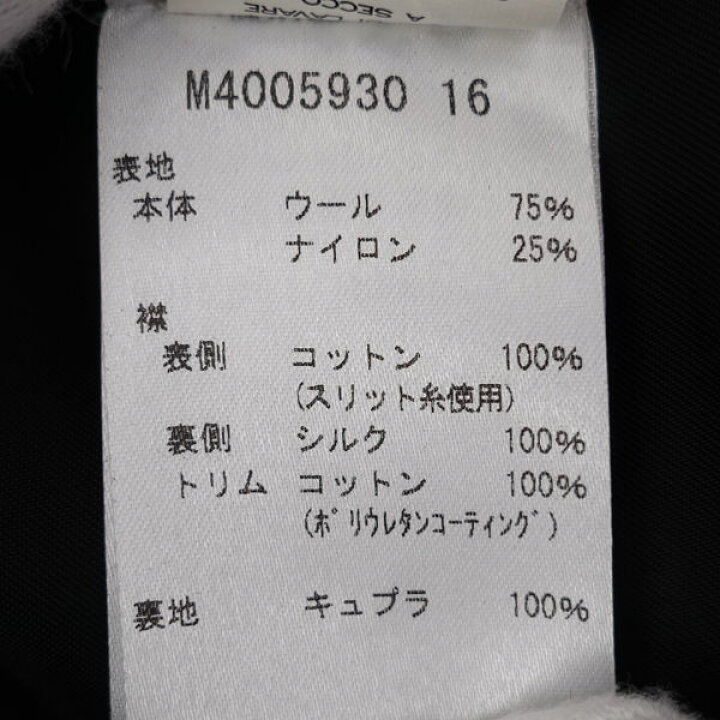 LAVARE
A SECCO
M4005930 16
表地
本体 ウール 75%
ナイロン 25%
襟
表側 コットン 100%
(スリット糸使用)
裏側 シルク 100%
トリム コットン 100%
(ﾎﾟﾘｳﾚﾀﾝｺｰﾃｨﾝｸﾞ)
裏地 キュプラ 100%